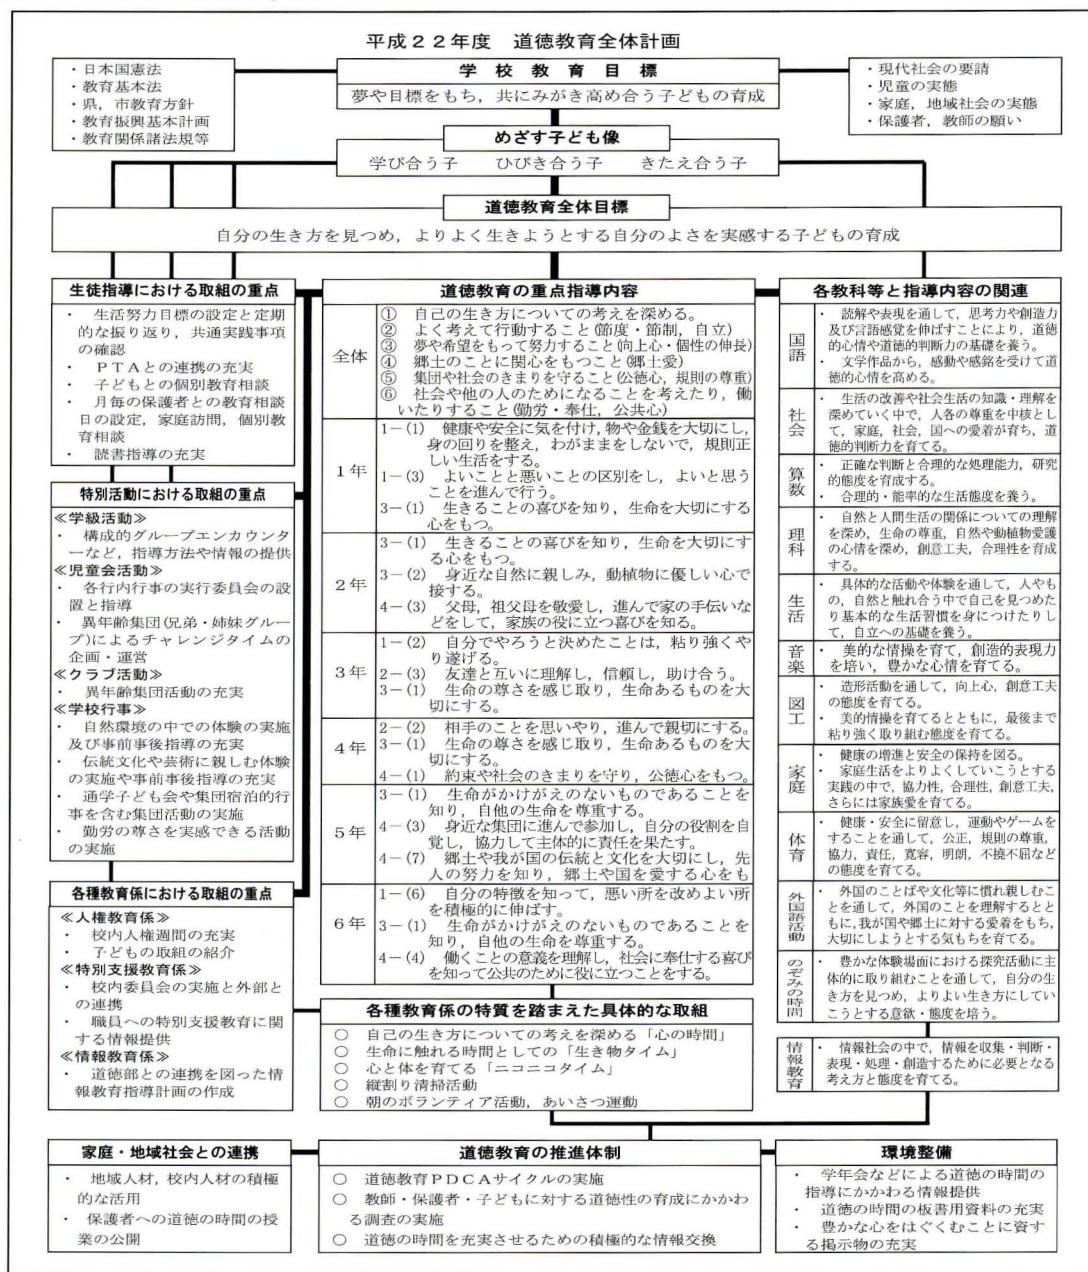 平成２２年度　道徳教育全体計画
・日本国憲法
・教育基本法
・県，市教育方針
・教育振興基本計画
・教育関係諸法規等
学校教育目標
夢や目標をもち，共にみがき高め合う子どもの育成
・現代社会の要請
・児童の実態
・家庭，地域社会の実態
・保護者，教師の願い
めざす子ども像
学び合う子　ひびき合う子　きたえ合う子
道徳教育全体目標
自分の生き方を見つめ，よりよく生きようとする自分のよさを実感する子どもの育成
生徒指導における取組の重点
・　生活努力目標の設定と定期
的な振り返り，共通実践事項
の確認
・　ＰＴＡとの連携の充実
・　子どもとの個別教育相談
・　月毎の保護者との教育相談
日の設定，家庭訪問，個別教
育相談
・　読書指導の充実
特別活動における取組の重点
≪学級活動≫
・　構成的グループエンカウン
ターなど，指導方法や情報の提供
≪児童会活動≫
・　各行内行事の実行委員会の設
置と指導
・　異年齢集団（兄弟・姉妹グルー
プ）によるチャレンジタイムの
企画・運営
≪クラブ活動≫
・　異年齢集団活動の充実
≪学校行事≫
・　自然環境の中での体験の実施
及び事前事後指導の充実
・　伝統文化や芸術に親しむ体験
の実施や事前事後指導の充実
・　通学子ども会や集団宿泊的行
事を含む集団活動の実施
・　勤労の尊さを実感できる活動
の実施
各種教育係における取組の重点
≪人権教育係≫
・　校内人権週間の充実
・　子どもの取組の紹介
≪特別支援教育係≫
・　校内委員会の実施と外部と
の連携
・　職員への特別支援教育に関
する情報提供
≪情報教育係≫
・　道徳部との連携を図った情
報教育指導計画の作成
道徳教育の重点指導内容
全体
①　自己の生き方についての考えを深める。
②　よく考えて行動すること（節度・節制，自立）
③　夢や希望をもって努力すること（向上心・個性の伸長）
④　郷土のことに関心をもつこと（郷土愛）
⑤　集団や社会のきまりを守ること（公徳心，規則の尊重）
⑥　社会や他の人のためになることを考えたり，働
いたりすること（勤労・奉仕，公共心）
１年
１－（１）　健康や安全に気を付け，物や金銭を大切にし，
身の回りを整え，わがままをしないで，規則正
しい生活をする。
１－（３）　よいことと悪いことの区別をし，よいと思う
ことを進んで行う。
３－（１）　生きることの喜びを知り，生命を大切にする
心をもつ。
２年
３－（１）　生きることの喜びを知り，生命を大切にす
る心をもつ。
３－（２）　身近な自然に親しみ，動植物に優しい心で
接する。
４－（３）　父母，祖父母を敬愛し，進んで家の手伝いな
どをして，家族の役に立つ喜びを知る。
３年
１－（２）　自分でやろうと決めたことは，粘り強くや
り遂げる。
２－（３）　友達と互いに理解し，信頼し，助け合う。
３－（１）　生命の尊さを感じ取り，生命あるものを大
切にする。
４年
２－（２）　相手のことを思いやり，進んで親切にする。
３－（１）　生命の尊さを感じ取り，生命あるものを大
切にする。
４－（１）　約束や社会のきまりを守り，公徳心をもつ。
５年
３－（１）　生命がかけがえのないものであることを
知り，自他の生命を尊重する。
４－（３）　身近な集団に進んで参加し，自分の役割を自
覚し，協力して主体的に責任を果たす。
４－（７）　郷土や我が国の伝統と文化を大切にし，先
人の努力を知り，郷土や国を愛する心をも
６年
１－（６）　自分の特徴を知って，悪い所を改めよい所
を積極的に伸ばす。
３－（１）　生命がかけがえのないものであることを
知り，自他の生命を尊重する。
４－（４）　働くことの意義を理解し，社会に奉仕する喜び
を知って公共のために役に立つことをする。
各種教育係の特質を踏まえた具体的な取組
○　自己の生き方についての考えを深める「心の時間」
○　生命に触れる時間としての「生き物タイム」
○　心と体を育てる「ニコニコタイム」
○　縦割り清掃活動
○　朝のボランティア活動，あいさつ運動
各教科等と指導内容の関連
国語
・　読解や表現を通して，思考力や創造力
及び言語感覚を伸ばすことにより，道徳
的心情や道徳的判断力の基礎を養う。
・　文学作品から，感動や感銘を受けて道
徳的心情を高める。
社会
・　生活の改善や社会生活の知識・理解を
深めていく中で，人各の尊重を中核とし
て，家庭，社会，国への愛着が育ち，道
徳的判断力を育てる。
算数
・　正確な判断と合理的な処理能力，研究
的態度を育成する。
・　合理的・能率的な生活態度を養う。
理科
・　自然と人間生活の関係についての理解
を深め，生命の尊重，自然や動植物愛護
の心情を深め，創意工夫，合理性を育成
する。
生活
・　具体的な活動や体験を通して，人やも
の，自然と触れ合う中で自己を見つめた
り基本的な生活習慣を身につけたりし
て，自立への基礎を養う。
音楽
・　美的な情操を育て，創造的表現力
を培い，豊かな心情を育てる。
図工
・　造形活動を通して，向上心，創意工夫
の態度を育てる。
・　美的情操を育てるとともに，最後まで
粘り強く取り組む態度を育てる。
家庭
・　健康の増進と安全の保持を図る。
・　家庭生活をよりよくしていこうとする
実践の中で，協力性，合理性，創意工夫，
さらには家族愛を育てる。
体育
・　健康・安全に留意し，運動やゲームを
することを通して，公正，規則の尊重，
協力，責任，寛容，明朗，不撓不屈など
の態度を育てる。
外国語活動
・　外国のことばや文化等に慣れ親しむこ
とを通して，外国のことを理解するとと
もに，我が国や郷土に対する愛着をもち，
大切にしようとする気もちを育てる。
のぞみの時間
・　豊かな体験場面における探究活動に主
体的に取り組むことを通して，自分の生
き方を見つめ，よりよい生き方にしてい
こうとする意欲・態度を培う。
情報教育
・　情報社会の中で，情報を収集・判断・
表現・処理・創造するために必要となる
考え方と態度を育てる。
家庭・地域社会との連携
・　地域人材，校内人材の積極
的な活用
・　保護者への道徳の時間の授
業の公開
道徳教育の推進体制
○　道徳教育ＰＤＣＡサイクルの実施
○　教師・保護者・子どもに対する道徳性の育成にかかわ
る調査の実施
○　道徳の時間を充実させるための積極的な情報交換
環境整備
・　学年会などによる道徳の時間の
指導にかかわる情報提供
・　道徳の時間の板書用資料の充実
・　豊かな心をはぐくむことに資す
る掲示物の充実